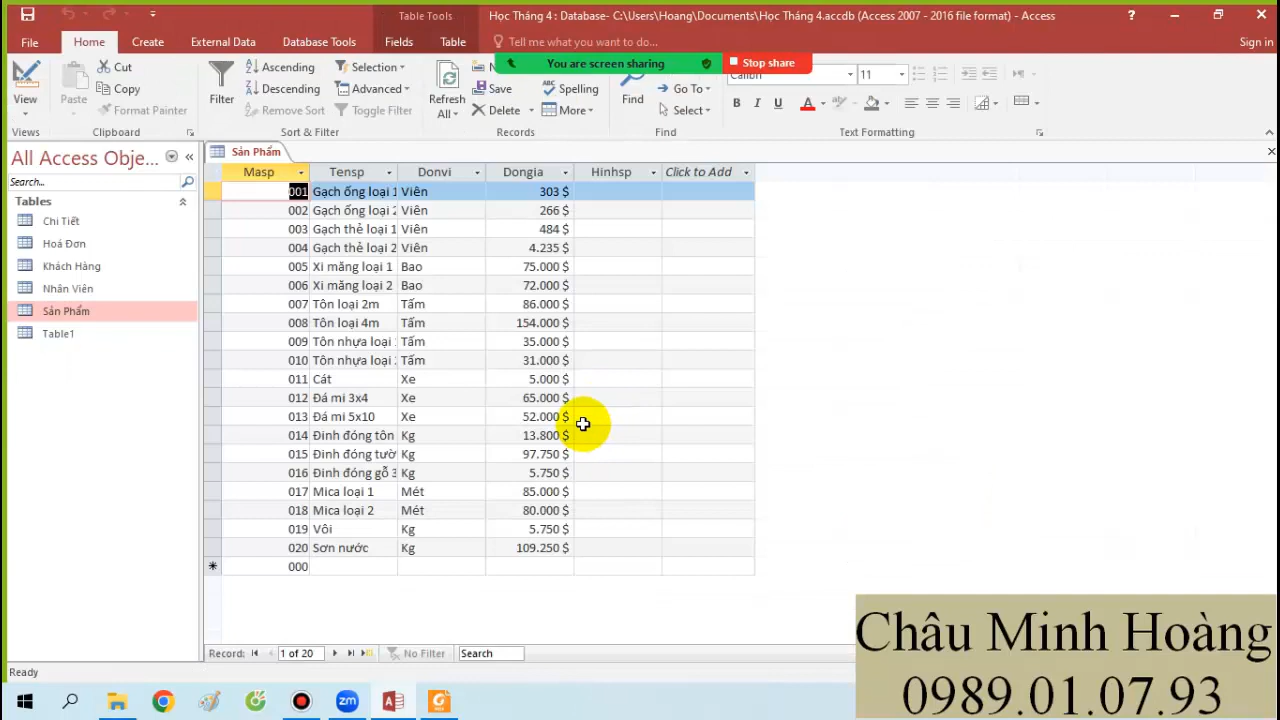 Table Tools
Học Tháng 4 : Database- C:\Users\Hoang\Documents\Học Tháng 4.accdb (Access 2007 - 2016 file format) - Access
File Home Create External Data Database Tools Fields Table Tell me what you want to do... Sign in
You are screen sharing Stop share
View Paste Cut Copy Format Painter
Filter Ascending Descending Remove Sort Selection Advanced Toggle Filter
Refresh All Save Delete Spelling More
Find Go To Select
Calibri 11
B I U A
Views Clipboard Sort & Filter Records Find Text Formatting
All Access Obje...
Search...
Tables
Chi Tiết
Hoá Đơn
Khách Hàng
Nhân Viên
Sản Phẩm
Table1
Sản Phẩm
Masp Tensp Donvi Dongia Hinhsp Click to Add
001 Gạch ống loại 1 Viên 303 $
002 Gạch ống loại 2 Viên 266 $
003 Gạch thẻ loại 1 Viên 484 $
004 Gạch thẻ loại 2 Viên 4.235 $
005 Xi măng loại 1 Bao 75.000 $
006 Xi măng loại 2 Bao 72.000 $
007 Tôn loại 2m Tấm 86.000 $
008 Tôn loại 4m Tấm 154.000 $
009 Tôn nhựa loại Tấm 35.000 $
010 Tôn nhựa loại Tấm 31.000 $
011 Cát Xe 5.000 $
012 Đá mi 3x4 Xe 65.000 $
013 Đá mi 5x10 Xe 52.000 $
014 Đinh đóng tôn Kg 13.800 $
015 Đinh đóng tườ Kg 97.750 $
016 Đinh đóng gỗ 3 Kg 5.750 $
017 Mica loại 1 Mét 85.000 $
018 Mica loại 2 Mét 80.000 $
019 Vôi Kg 5.750 $
020 Sơn nước Kg 109.250 $
000
Record: 1 of 20 No Filter Search
Ready
zm
Châu Minh Hoàng
0989.01.07.93